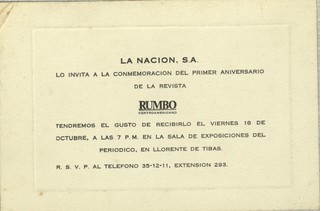 LA NACION, S.A.
LO INVITA A LA CONMEMORACION DEL PRIMER ANIVERSARIO
DE LA REVISTA
RUMBO
CENTROAMERICANO
TENDREMOS EL GUSTO DE RECIBIRLO EL VIERNES 18 DE
OCTUBRE, A LAS 7 P.M. EN LA SALA DE EXPOSICIONES DEL
PERIODICO, EN LLORENTE DE TIBAS.
R. S. V. P. AL TELEFONO 35-12-11, EXTENSION 293.